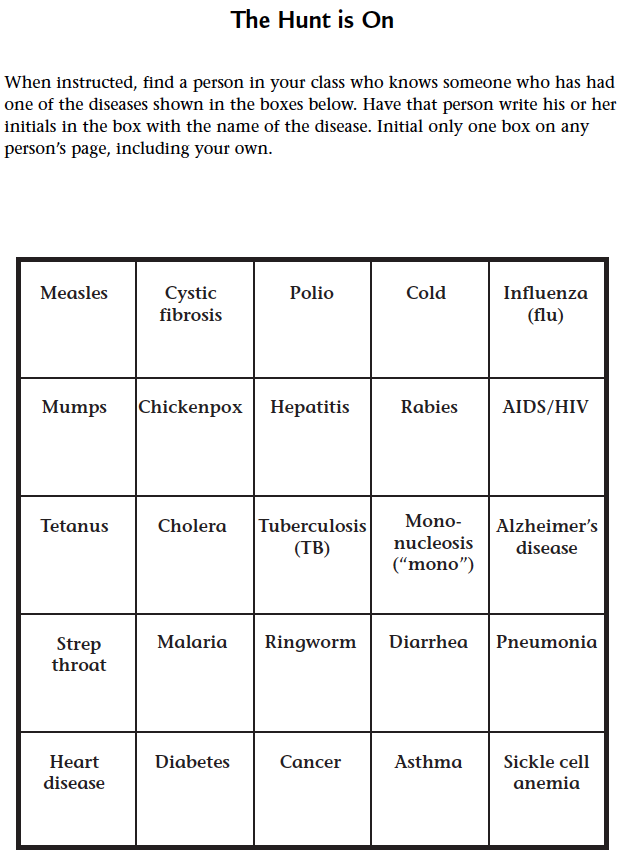 The Hunt is On
When instructed, find a person in your class who knows someone who has had
one of the diseases shown in the boxes below. Have that person write his or her
initials in the box with the name of the disease. Initial only one box on any
person’s page, including your own.
Measles
Cystic
fibrosis
Polio
Cold
Influenza
(flu)
Mumps
Chickenpox
Hepatitis
Rabies
AIDS/HIV
Tetanus
Cholera
Tuberculosis
(TB)
Mono-
nucleosis
(“mono”)
Alzheimer’s
disease
Strep
throat
Malaria
Ringworm
Diarrhea
Pneumonia
Heart
disease
Diabetes
Cancer
Asthma
Sickle cell
anemia